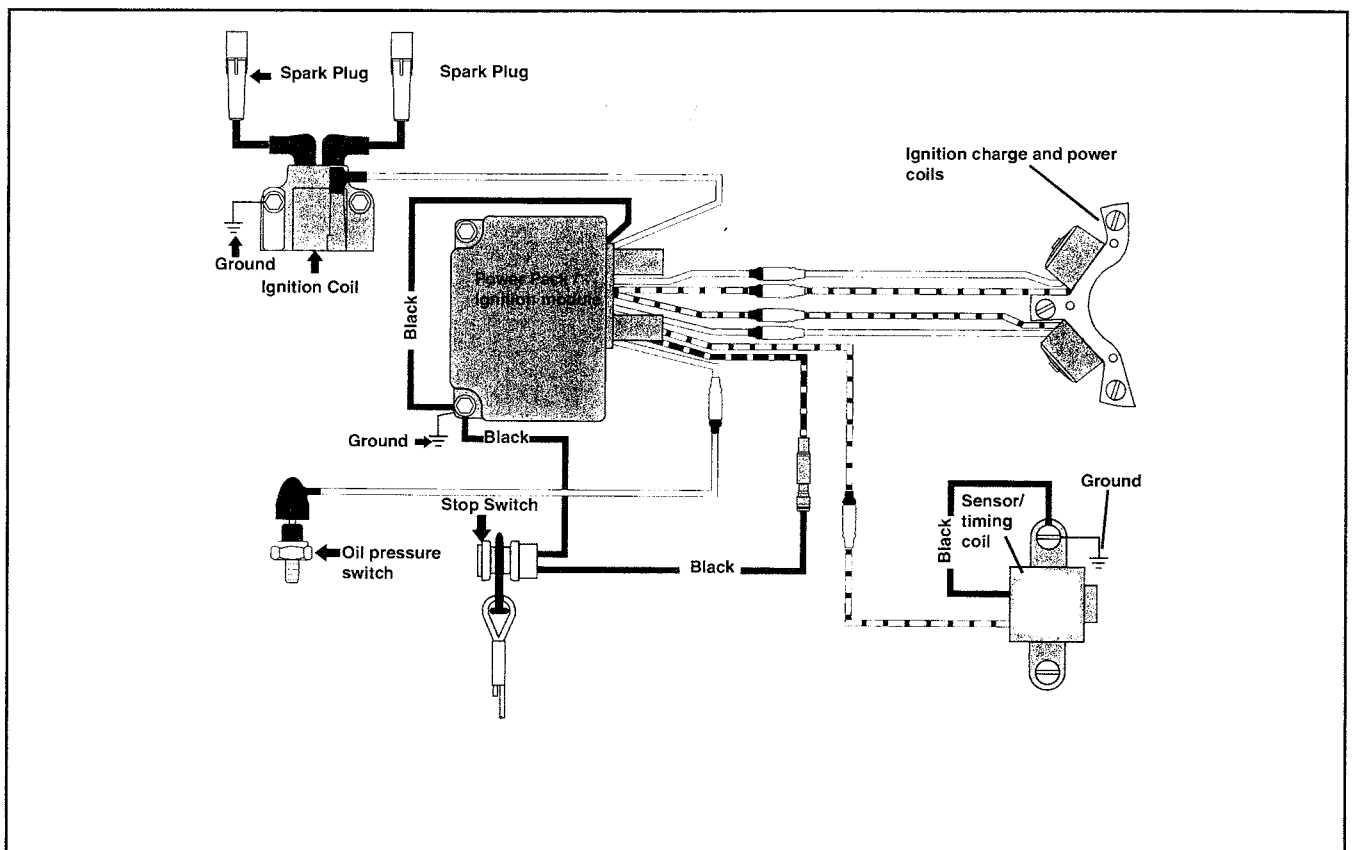 Spark Plug
Spark Plug
Ignition charge and power
coils
Ground
Ignition Coil
Power Pack /
ignition module
Black
Ground
Black
Stop Switch
Oil pressure
switch
Black
Ground
Sensor/
timing
coil
Black